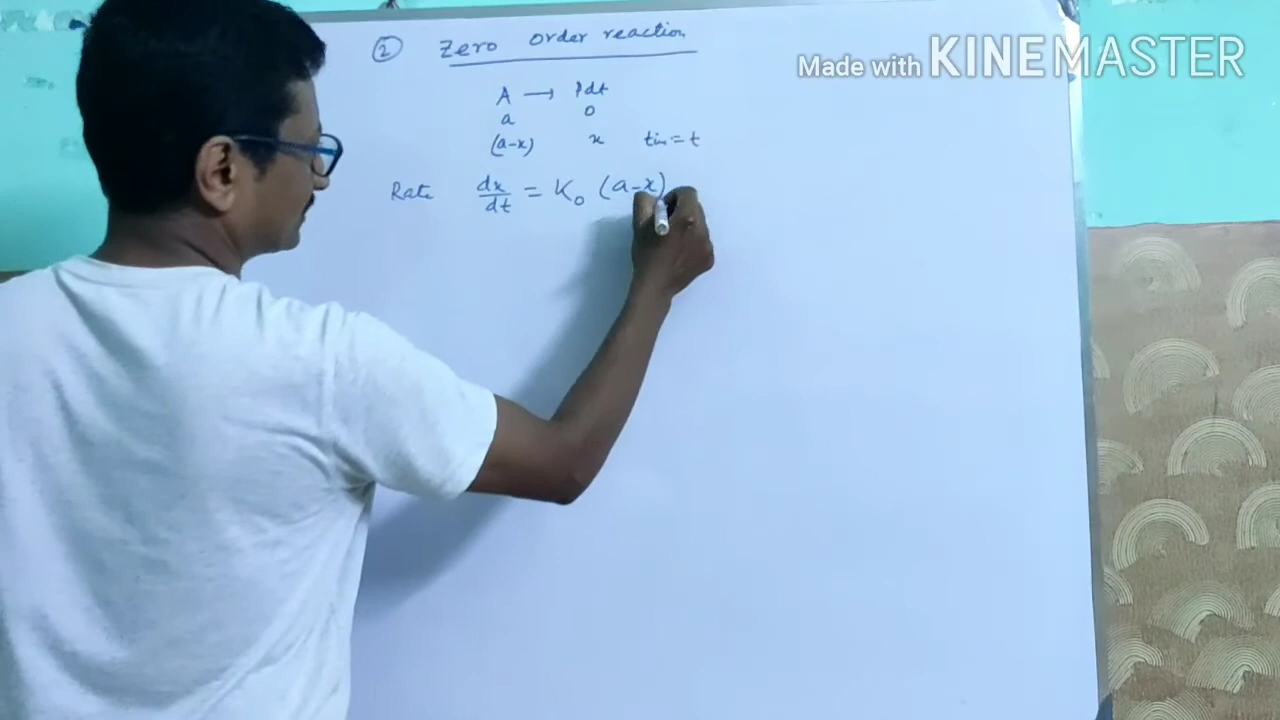 ② Zero order reaction
Made with KINEMASTER
A → Pdt
a 0
(a-x) x tim = t
Rate dx/dt = K₀ (a-x)